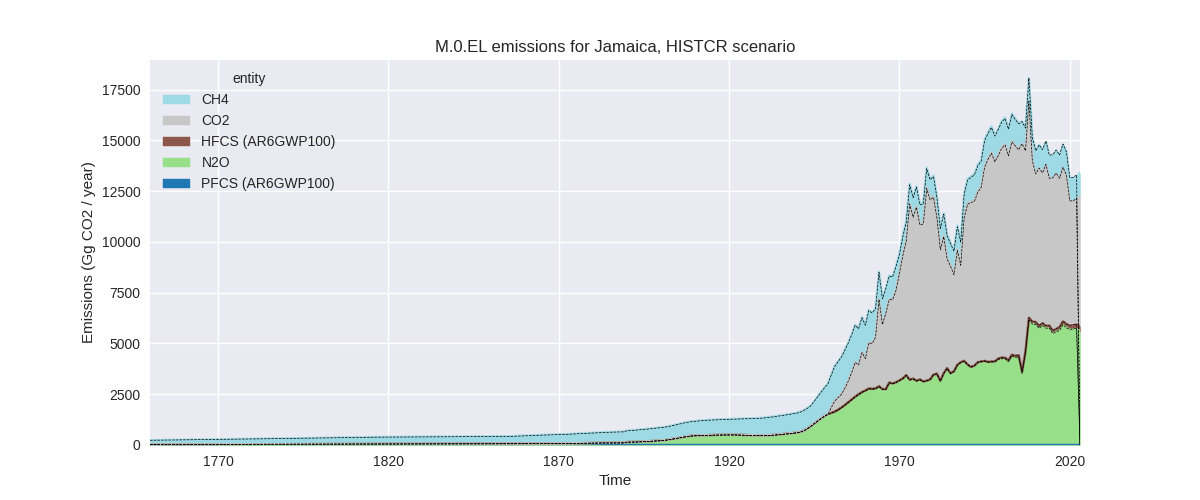 M.0.EL emissions for Jamaica, HISTCR scenario
entity
CH4
CO2
HFCS (AR6GWP100)
N2O
PFCS (AR6GWP100)
Emissions (Gg CO2 / year)
17500
15000
12500
10000
7500
5000
2500
0
1770 1820 1870 1920 1970 2020
Time